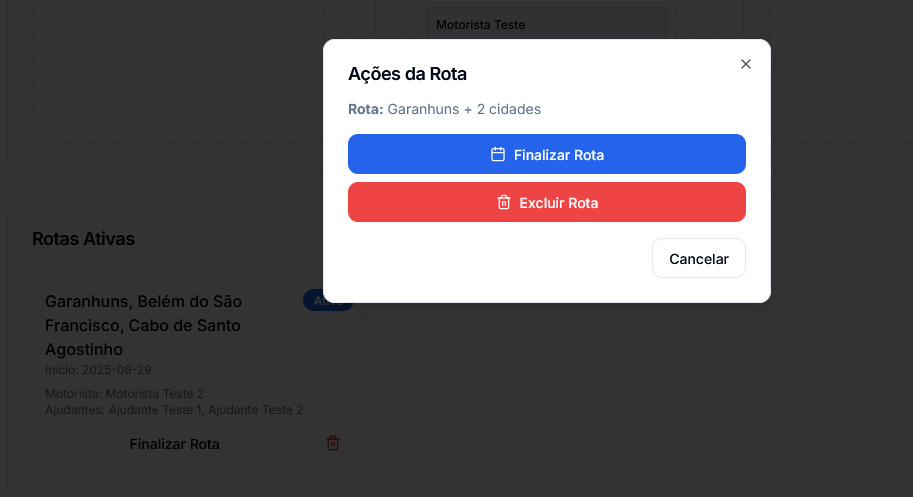 Motorista Teste
Ações da Rota
Rota: Garanhuns + 2 cidades
Finalizar Rota
Excluir Rota
Cancelar
Rotas Ativas
Garanhuns, Belém do São
Francisco, Cabo de Santo
Agostinho
Início: 2025-08-29
Motorista: Motorista Teste 2
Ajudantes: Ajudante Teste 1, Ajudante Teste 2
Finalizar Rota